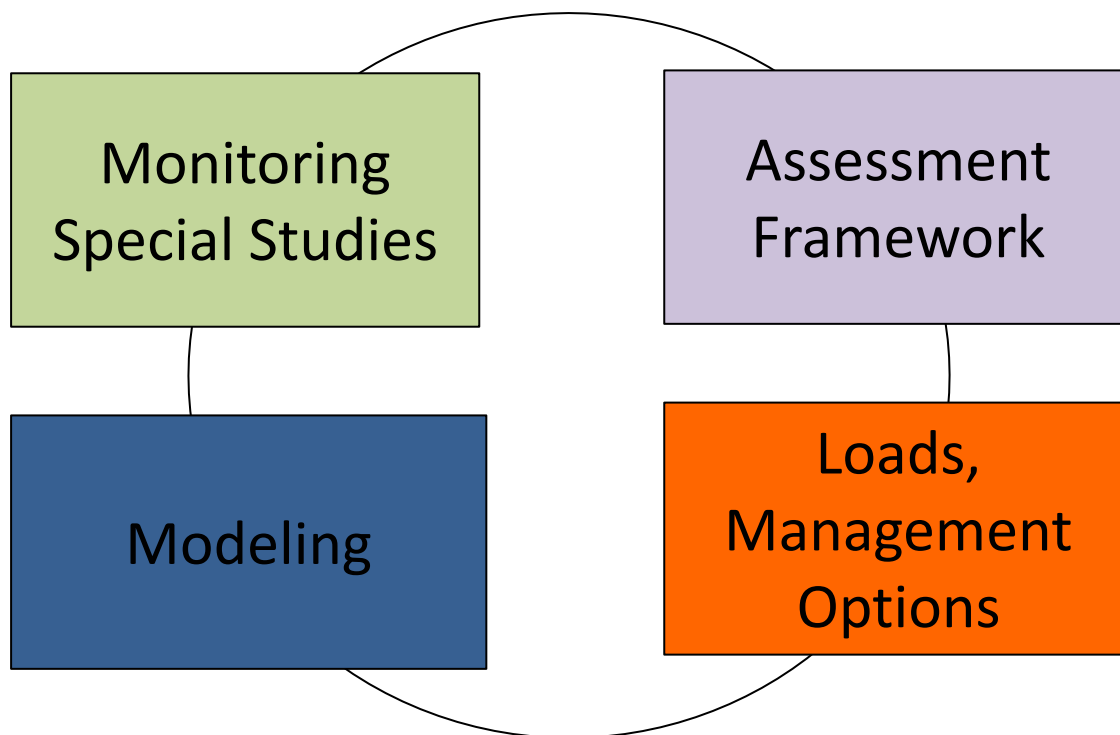 Monitoring
Special Studies
Assessment
Framework
Modeling
Loads,
Management
Options